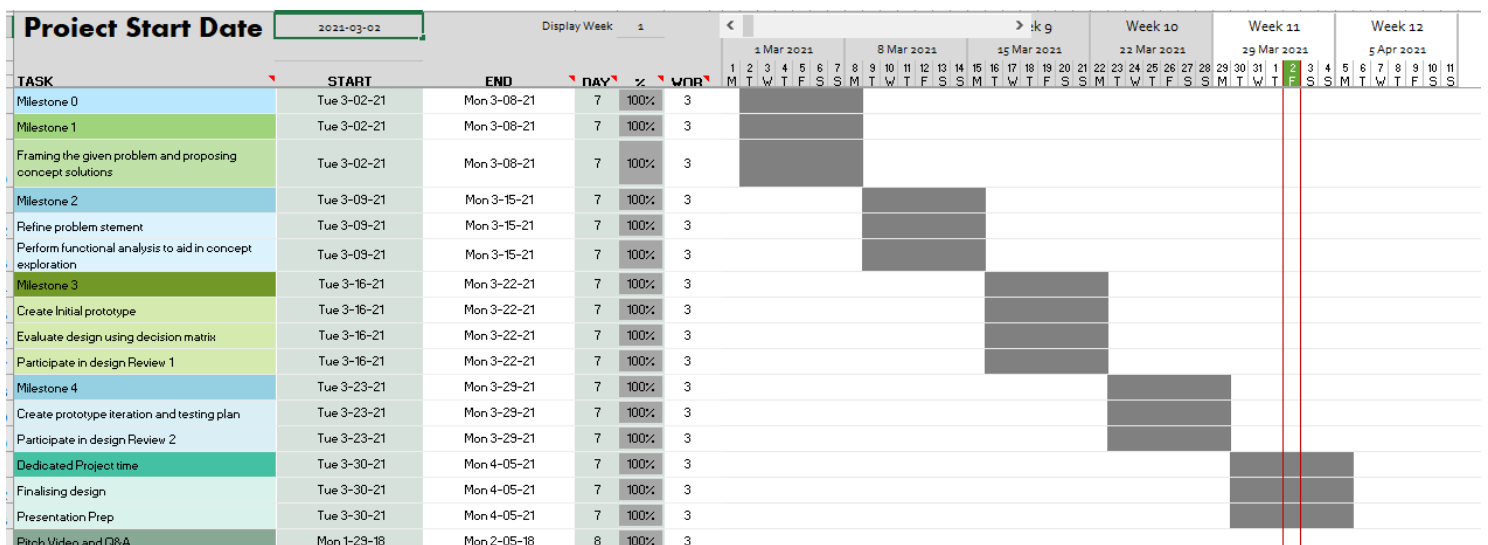 Project Start Date 2021-03-02 Display Week 1 k 9 Week 10 Week 11 Week 12
1 Mar 2021 8 Mar 2021 15 Mar 2021 22 Mar 2021 29 Mar 2021 5 Apr 2021
1 2 3 4 5 6 7 8 9 10 11 12 13 14 15 16 17 18 19 20 21 22 23 24 25 26 27 28 29 30 31 1 2 3 4 5 6 7 8 9 10 11
TASK START END DAY % WOR M T W T F S S M T W T F S S M T W T F S S M T W T F S S M T W T F S S M T W T F S S
Milestone 0 Tue 3-02-21 Mon 3-08-21 7 100% 3
Milestone 1 Tue 3-02-21 Mon 3-08-21 7 100% 3
Framing the given problem and proposing
concept solutions Tue 3-02-21 Mon 3-08-21 7 100% 3
Milestone 2 Tue 3-09-21 Mon 3-15-21 7 100% 3
Refine problem stement Tue 3-09-21 Mon 3-15-21 7 100% 3
Perform functional analysis to aid in concept
exploration Tue 3-09-21 Mon 3-15-21 7 100% 3
Milestone 3 Tue 3-16-21 Mon 3-22-21 7 100% 3
Create Initial prototype Tue 3-16-21 Mon 3-22-21 7 100% 3
Evaluate design using decision matrix Tue 3-16-21 Mon 3-22-21 7 100% 3
Participate in design Review 1 Tue 3-16-21 Mon 3-22-21 7 100% 3
Milestone 4 Tue 3-23-21 Mon 3-29-21 7 100% 3
Create prototype iteration and testing plan Tue 3-23-21 Mon 3-29-21 7 100% 3
Participate in design Review 2 Tue 3-23-21 Mon 3-29-21 7 100% 3
Dedicated Project time Tue 3-30-21 Mon 4-05-21 7 100% 3
Finalising design Tue 3-30-21 Mon 4-05-21 7 100% 3
Presentation Prep Tue 3-30-21 Mon 4-05-21 7 100% 3
Pitch Video and Q&A Mon 1-29-18 Mon 2-05-18 8 100% 3